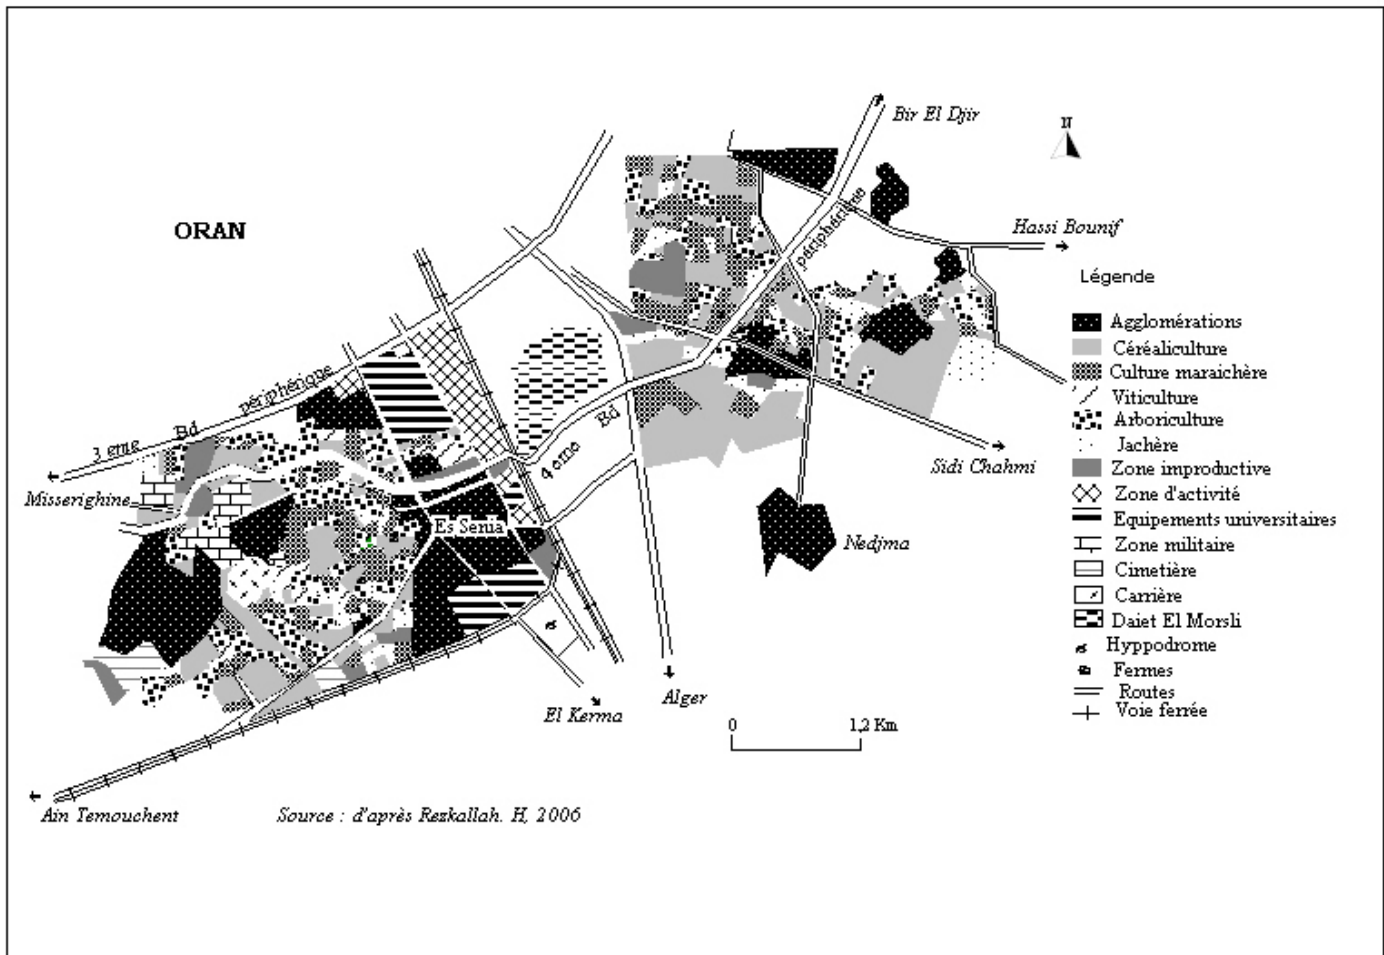 Bir El Djir
N
ORAN
périphérique
Hassi Bounif
Légende
Agglomérations
Céréaliculture
Culture maraichère
Viticulture
Arboriculture
Jachère
Zone improductive
Zone d'activité
Equipements universitaires
Zone militaire
Cimetière
Carrière
Daiet El Morsli
Hyppodrome
Fermes
Routes
Voie ferrée
3 eme Bd périphérique
4 eme Bd
Misserighine
Sidi Chahmi
Es Senia
Nedjma
Alger
El Kerma
0 1,2 Km
Ain Temouchent
Source : d'après Rezkallah. H, 2006